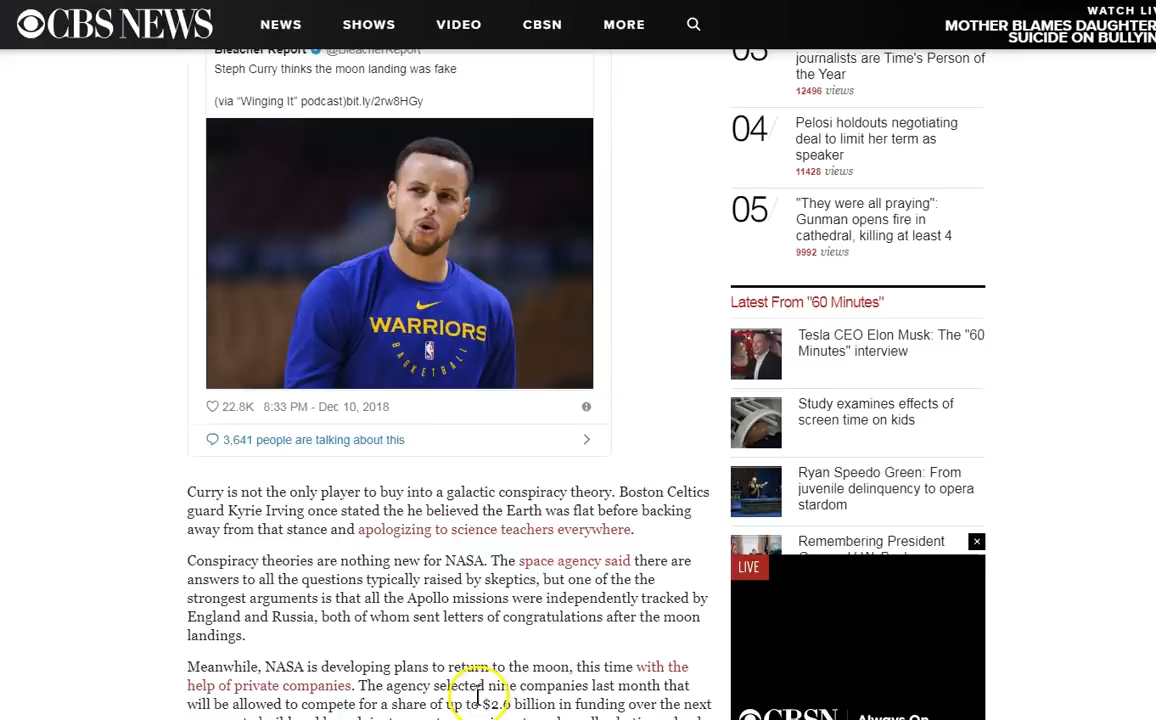 CBS NEWS
NEWS
SHOWS
VIDEO
CBSN
MORE
WATCH LIV
MOTHER BLAMES DAUGHTER
SUICIDE ON BULLYIN
Bleacher Report @BleacherReport
Steph Curry thinks the moon landing was fake
(via "Winging It" podcast)bit.ly/2rw8HGy
WARRIORS
BASKETBALL
22.8K 8:33 PM - Dec 10, 2018
3,641 people are talking about this
Curry is not the only player to buy into a galactic conspiracy theory. Boston Celtics
guard Kyrie Irving once stated the he believed the Earth was flat before backing
away from that stance and apologizing to science teachers everywhere.
Conspiracy theories are nothing new for NASA. The space agency said there are
answers to all the questions typically raised by skeptics, but one of the the
strongest arguments is that all the Apollo missions were independently tracked by
England and Russia, both of whom sent letters of congratulations after the moon
landings.
Meanwhile, NASA is developing plans to return to the moon, this time with the
help of private companies. The agency selected nine companies last month that
will be allowed to compete for a share of up to billion in funding over the next
03
journalists are Time's Person of
the Year
12496 views
04
Pelosi holdouts negotiating
deal to limit her term as
speaker
11428 views
05
"They were all praying":
Gunman opens fire in
cathedral, killing at least 4
9992 views
Latest From "60 Minutes"
Tesla CEO Elon Musk: The "60
Minutes" interview
Study examines effects of
screen time on kids
Ryan Speedo Green: From
juvenile delinquency to opera
stardom
Remembering President
LIVE
CBSN Always On